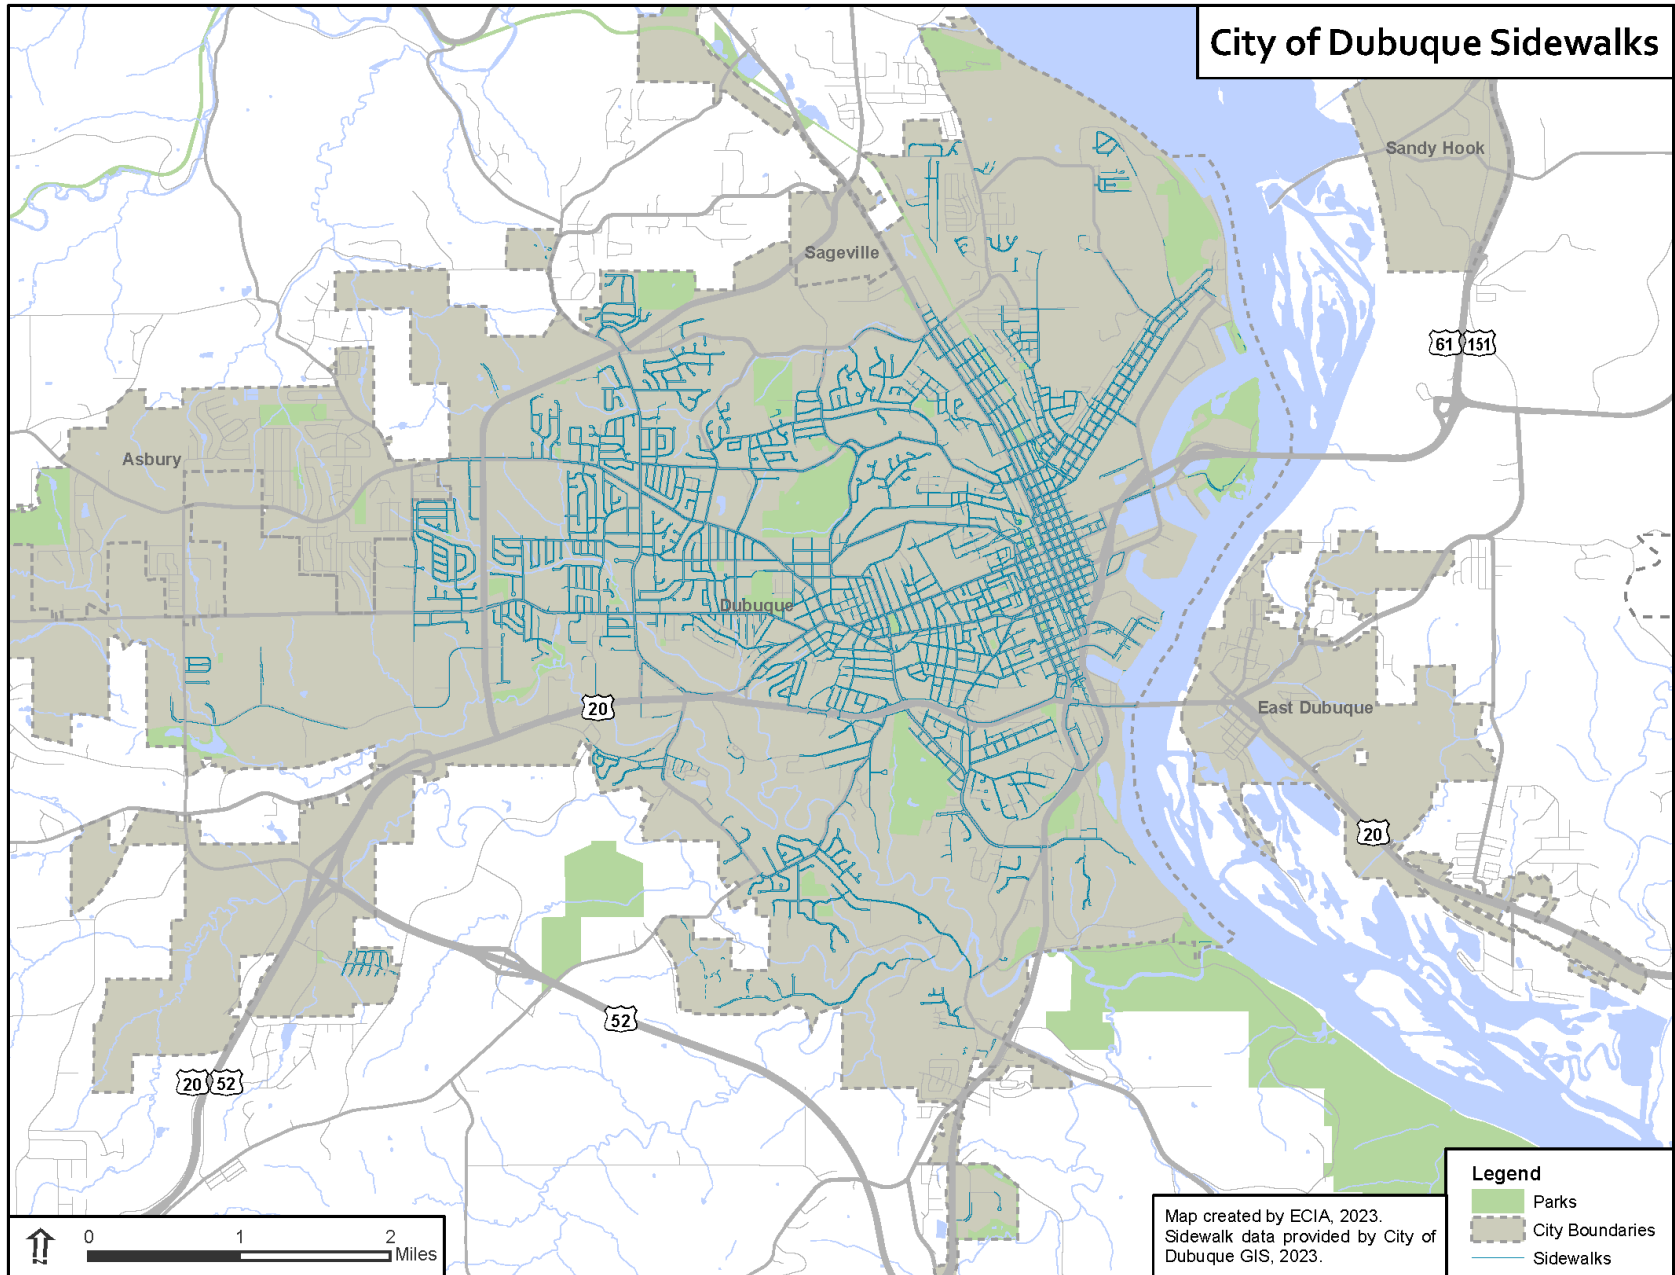 City of Dubuque Sidewalks
Sandy Hook
Sageville
61 151
Asbury
Dubuque
20
East Dubuque
20
52
20 52
Legend
Parks
City Boundaries
Sidewalks
Map created by ECIA, 2023.
Sidewalk data provided by City of
Dubuque GIS, 2023.
0 1 2
Miles
N